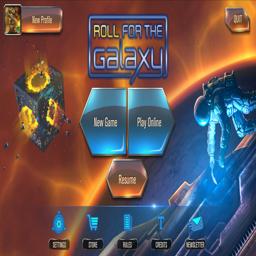 New Profile
QUIT
ROLL FOR THE
GALAXY
New Game
Play Online
Resume
SETTINGS
STORE
RULES
CREDITS
NEWSLETTER